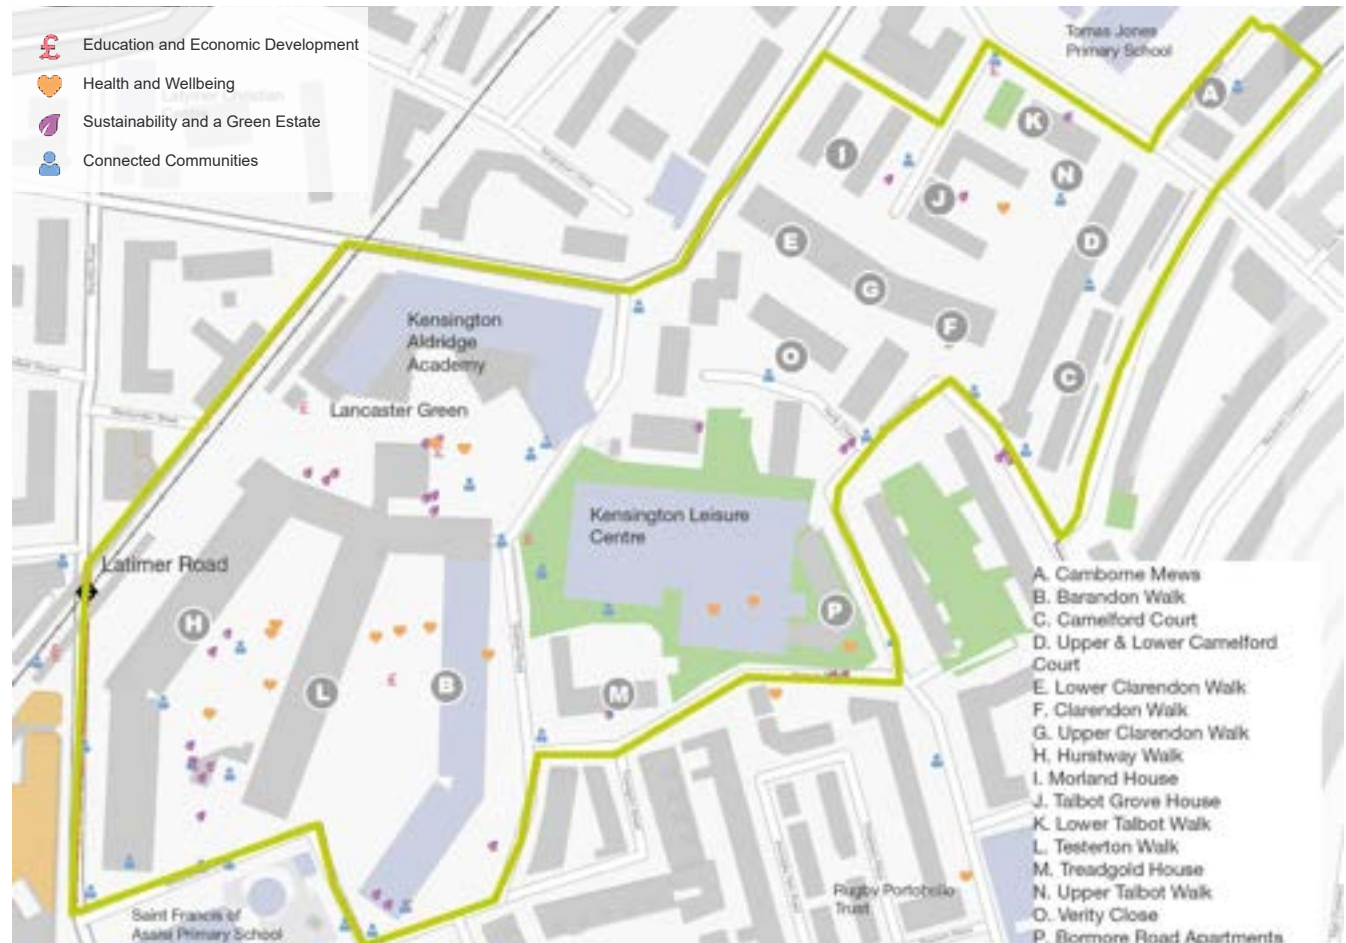 Education and Economic Development
Health and Wellbeing
Sustainability and a Green Estate
Connected Communities
Tomas Jones
Primary School
A
K
I
N
J
D
E
G
F
O
C
Kensington
Aldridge
Academy
Lancaster Green
Kensington Leisure
Centre
Latimer Road
H
P
L
B
M
Rugby Portobello
Trust
Saint Francis of
Assisi Primary School
A. Camborne Mews
B. Barandon Walk
C. Camelford Court
D. Upper & Lower Camelford
Court
E. Lower Clarendon Walk
F. Clarendon Walk
G. Upper Clarendon Walk
H. Hurstway Walk
I. Morland House
J. Talbot Grove House
K. Lower Talbot Walk
L. Testerton Walk
M. Treadgold House
N. Upper Talbot Walk
O. Verity Close
P. Bormore Road Apartments